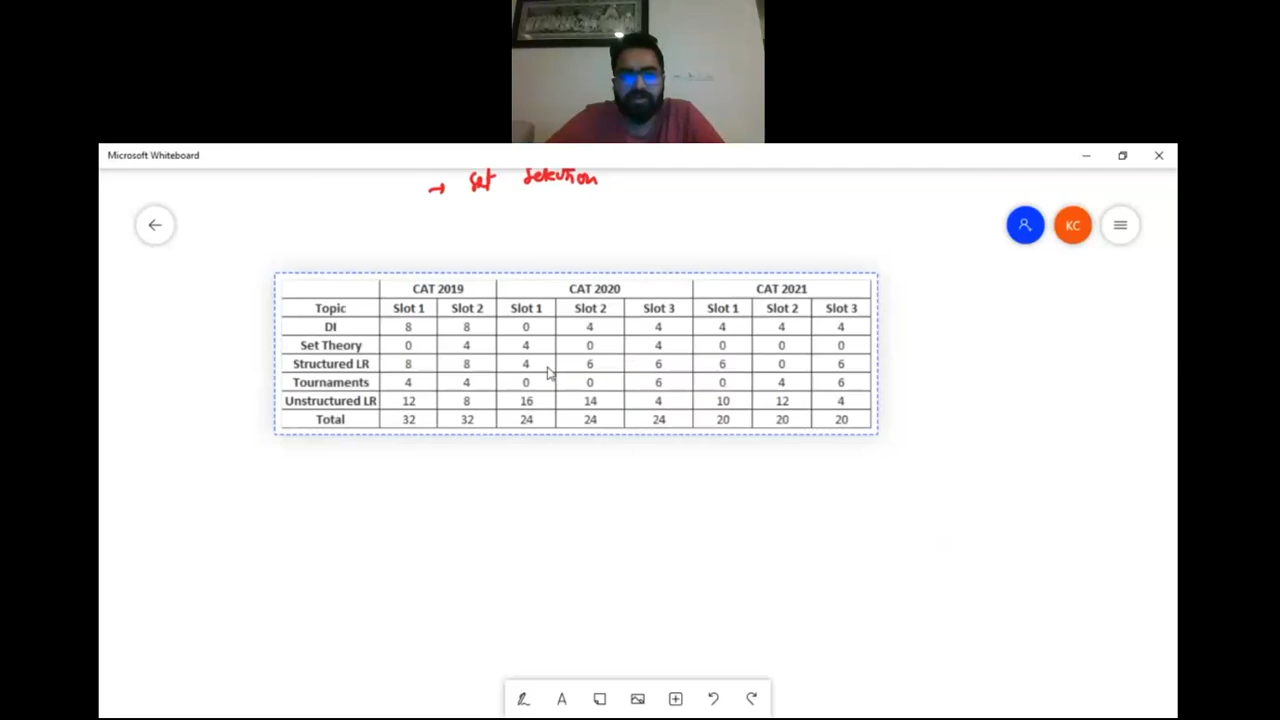 Microsoft Whiteboard
→ Set Selection
KC
CAT 2019 CAT 2020 CAT 2021
Topic Slot 1 Slot 2 Slot 1 Slot 2 Slot 3 Slot 1 Slot 2 Slot 3
DI 8 8 0 4 4 4 4 4
Set Theory 0 4 4 0 4 0 0 0
Structured LR 8 8 4 6 6 6 0 6
Tournaments 4 4 0 0 6 0 4 6
Unstructured LR 12 8 16 14 4 10 12 4
Total 32 32 24 24 24 20 20 20
A